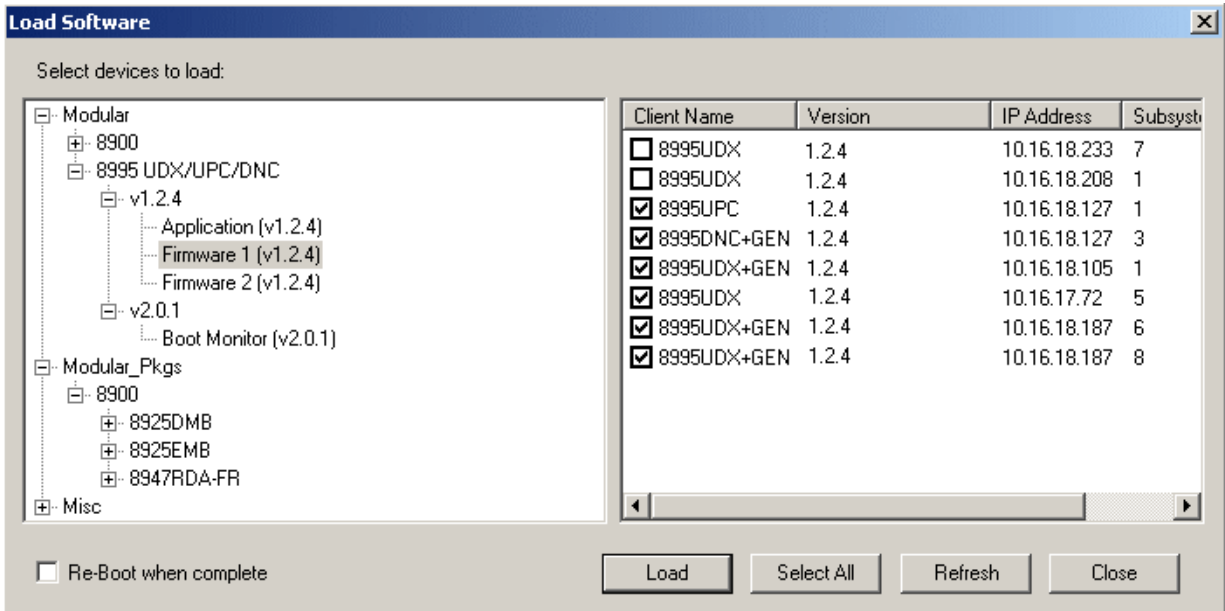 Load Software
Select devices to load:
Modular
8900
8995 UDX/UPC/DNC
v1.2.4
Application (v1.2.4)
Firmware 1 (v1.2.4)
Firmware 2 (v1.2.4)
v2.0.1
Boot Monitor (v2.0.1)
Modular_Pkgs
8900
8925DMB
8925EMB
8947RDA-FR
Misc
Client Name Version IP Address Subsyste
8995UDX 1.2.4 10.16.18.233 7
8995UDX 1.2.4 10.16.18.208 1
8995UPC 1.2.4 10.16.18.127 1
8995DNC+GEN 1.2.4 10.16.18.127 3
8995UDX+GEN 1.2.4 10.16.18.105 1
8995UDX 1.2.4 10.16.17.72 5
8995UDX+GEN 1.2.4 10.16.18.187 6
8995UDX+GEN 1.2.4 10.16.18.187 8
Re-Boot when complete
Load Select All Refresh Close